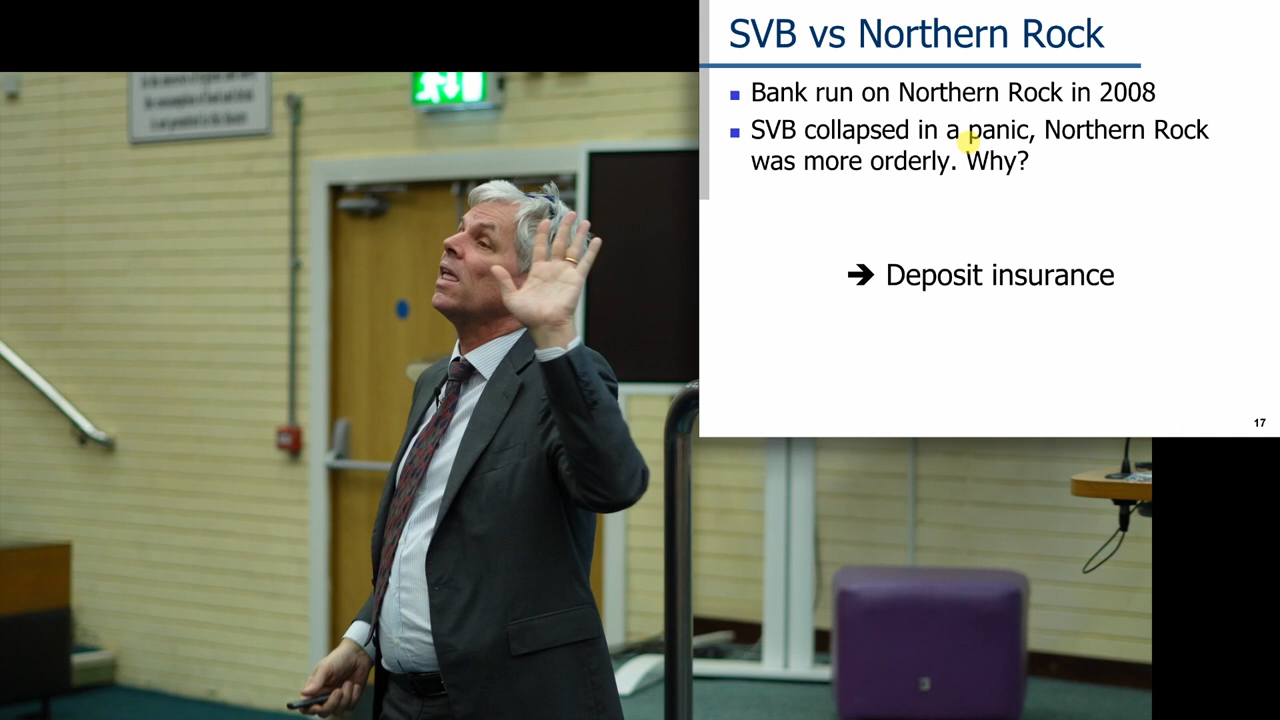 SVB vs Northern Rock
Bank run on Northern Rock in 2008
SVB collapsed in a panic, Northern Rock
was more orderly. Why?
➔ Deposit insurance
17